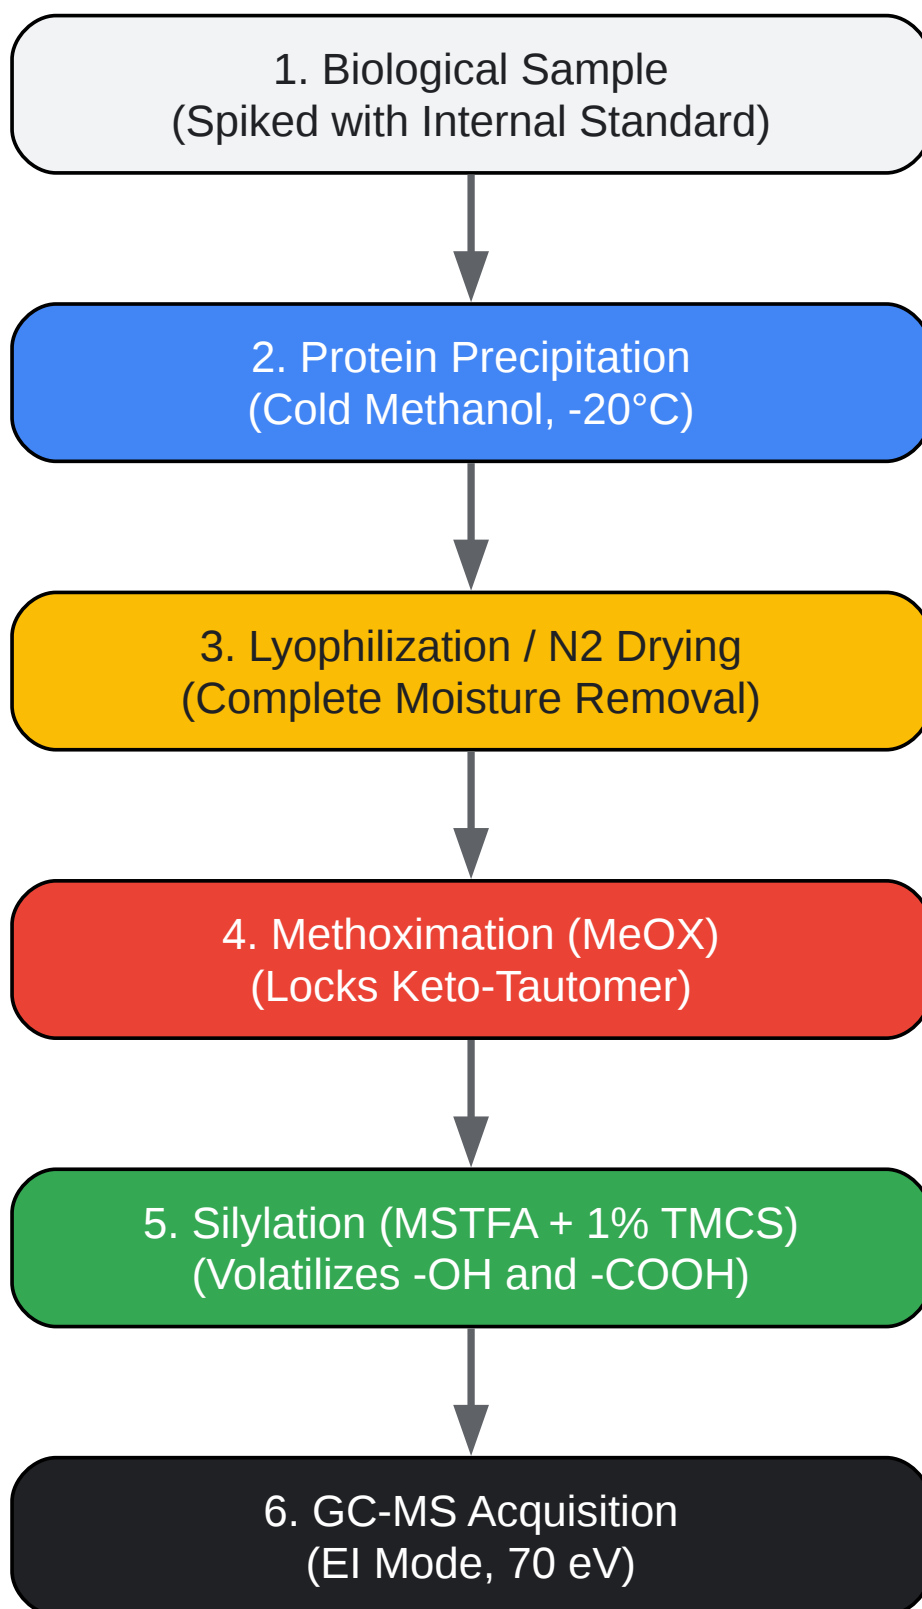 1. Biological Sample
(Spiked with Internal Standard)
2. Protein Precipitation
(Cold Methanol, -20°C)
3. Lyophilization / N2 Drying
(Complete Moisture Removal)
4. Methoximation (MeOX)
(Locks Keto-Tautomer)
5. Silylation (MSTFA + 1% TMCS)
(Volatilizes -OH and -COOH)
6. GC-MS Acquisition
(EI Mode, 70 eV)